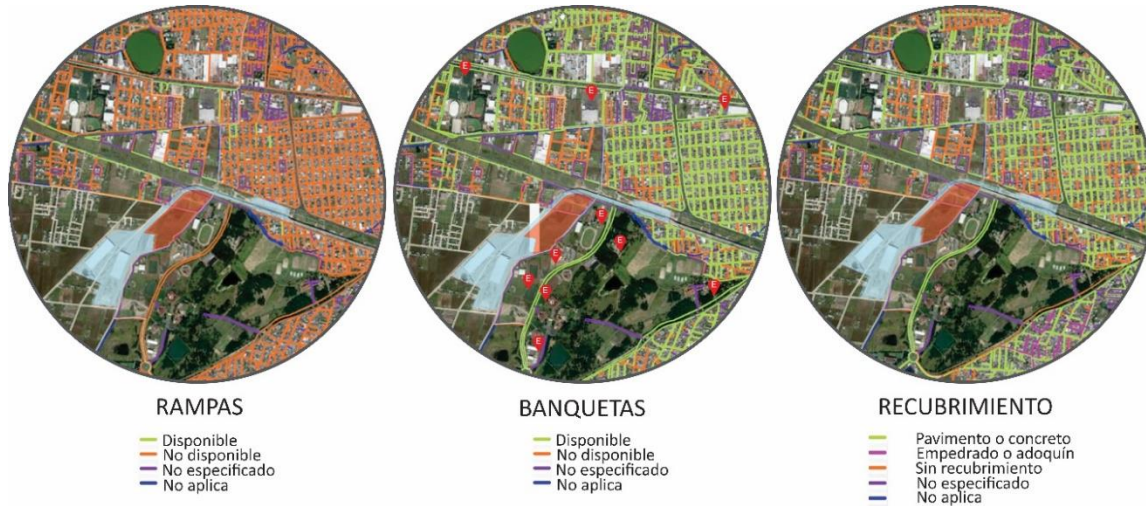 E
E
E
E
E
E
E
E
E
E
RAMPAS
Disponible
No disponible
No especificado
No aplica
BANQUETAS
Disponible
No disponible
No especificado
No aplica
RECUBRIMIENTO
Pavimento o concreto
Empedrado o adoquín
Sin recubrimiento
No especificado
No aplica